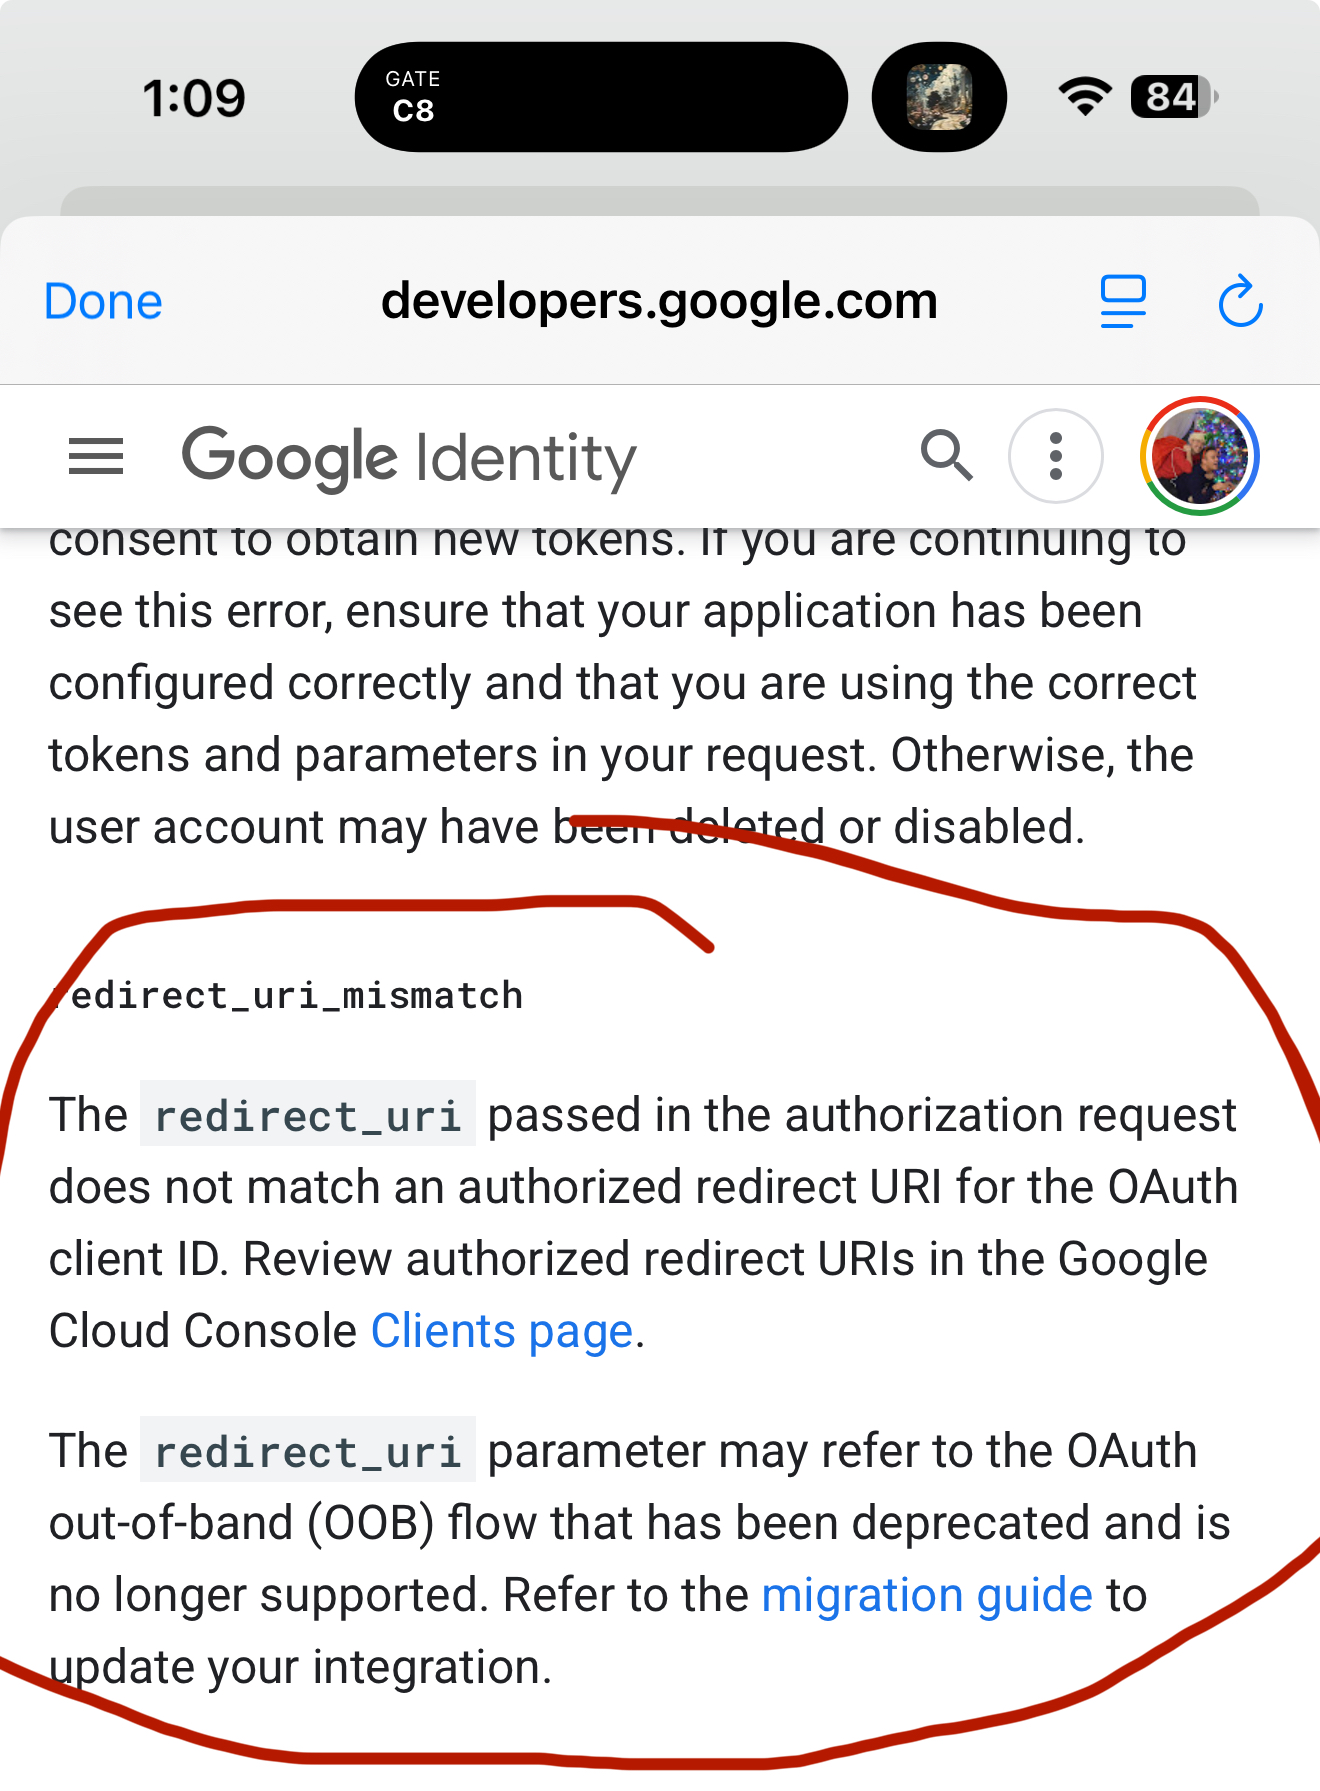 1:09
GATE
C8
84
Done
developers.google.com
Google Identity
consent to obtain new tokens. If you are continuing to
see this error, ensure that your application has been
configured correctly and that you are using the correct
tokens and parameters in your request. Otherwise, the
user account may have been deleted or disabled.
redirect_uri_mismatch
The redirect_uri passed in the authorization request
does not match an authorized redirect URI for the OAuth
client ID. Review authorized redirect URIs in the Google
Cloud Console Clients page.
The redirect_uri parameter may refer to the OAuth
out-of-band (OOB) flow that has been deprecated and is
no longer supported. Refer to the migration guide to
update your integration.